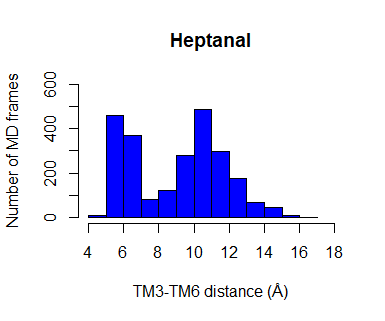 Heptanal
Number of MD frames
600
400
200
0
4 6 8 10 12 14 16 18
TM3-TM6 distance (Å)